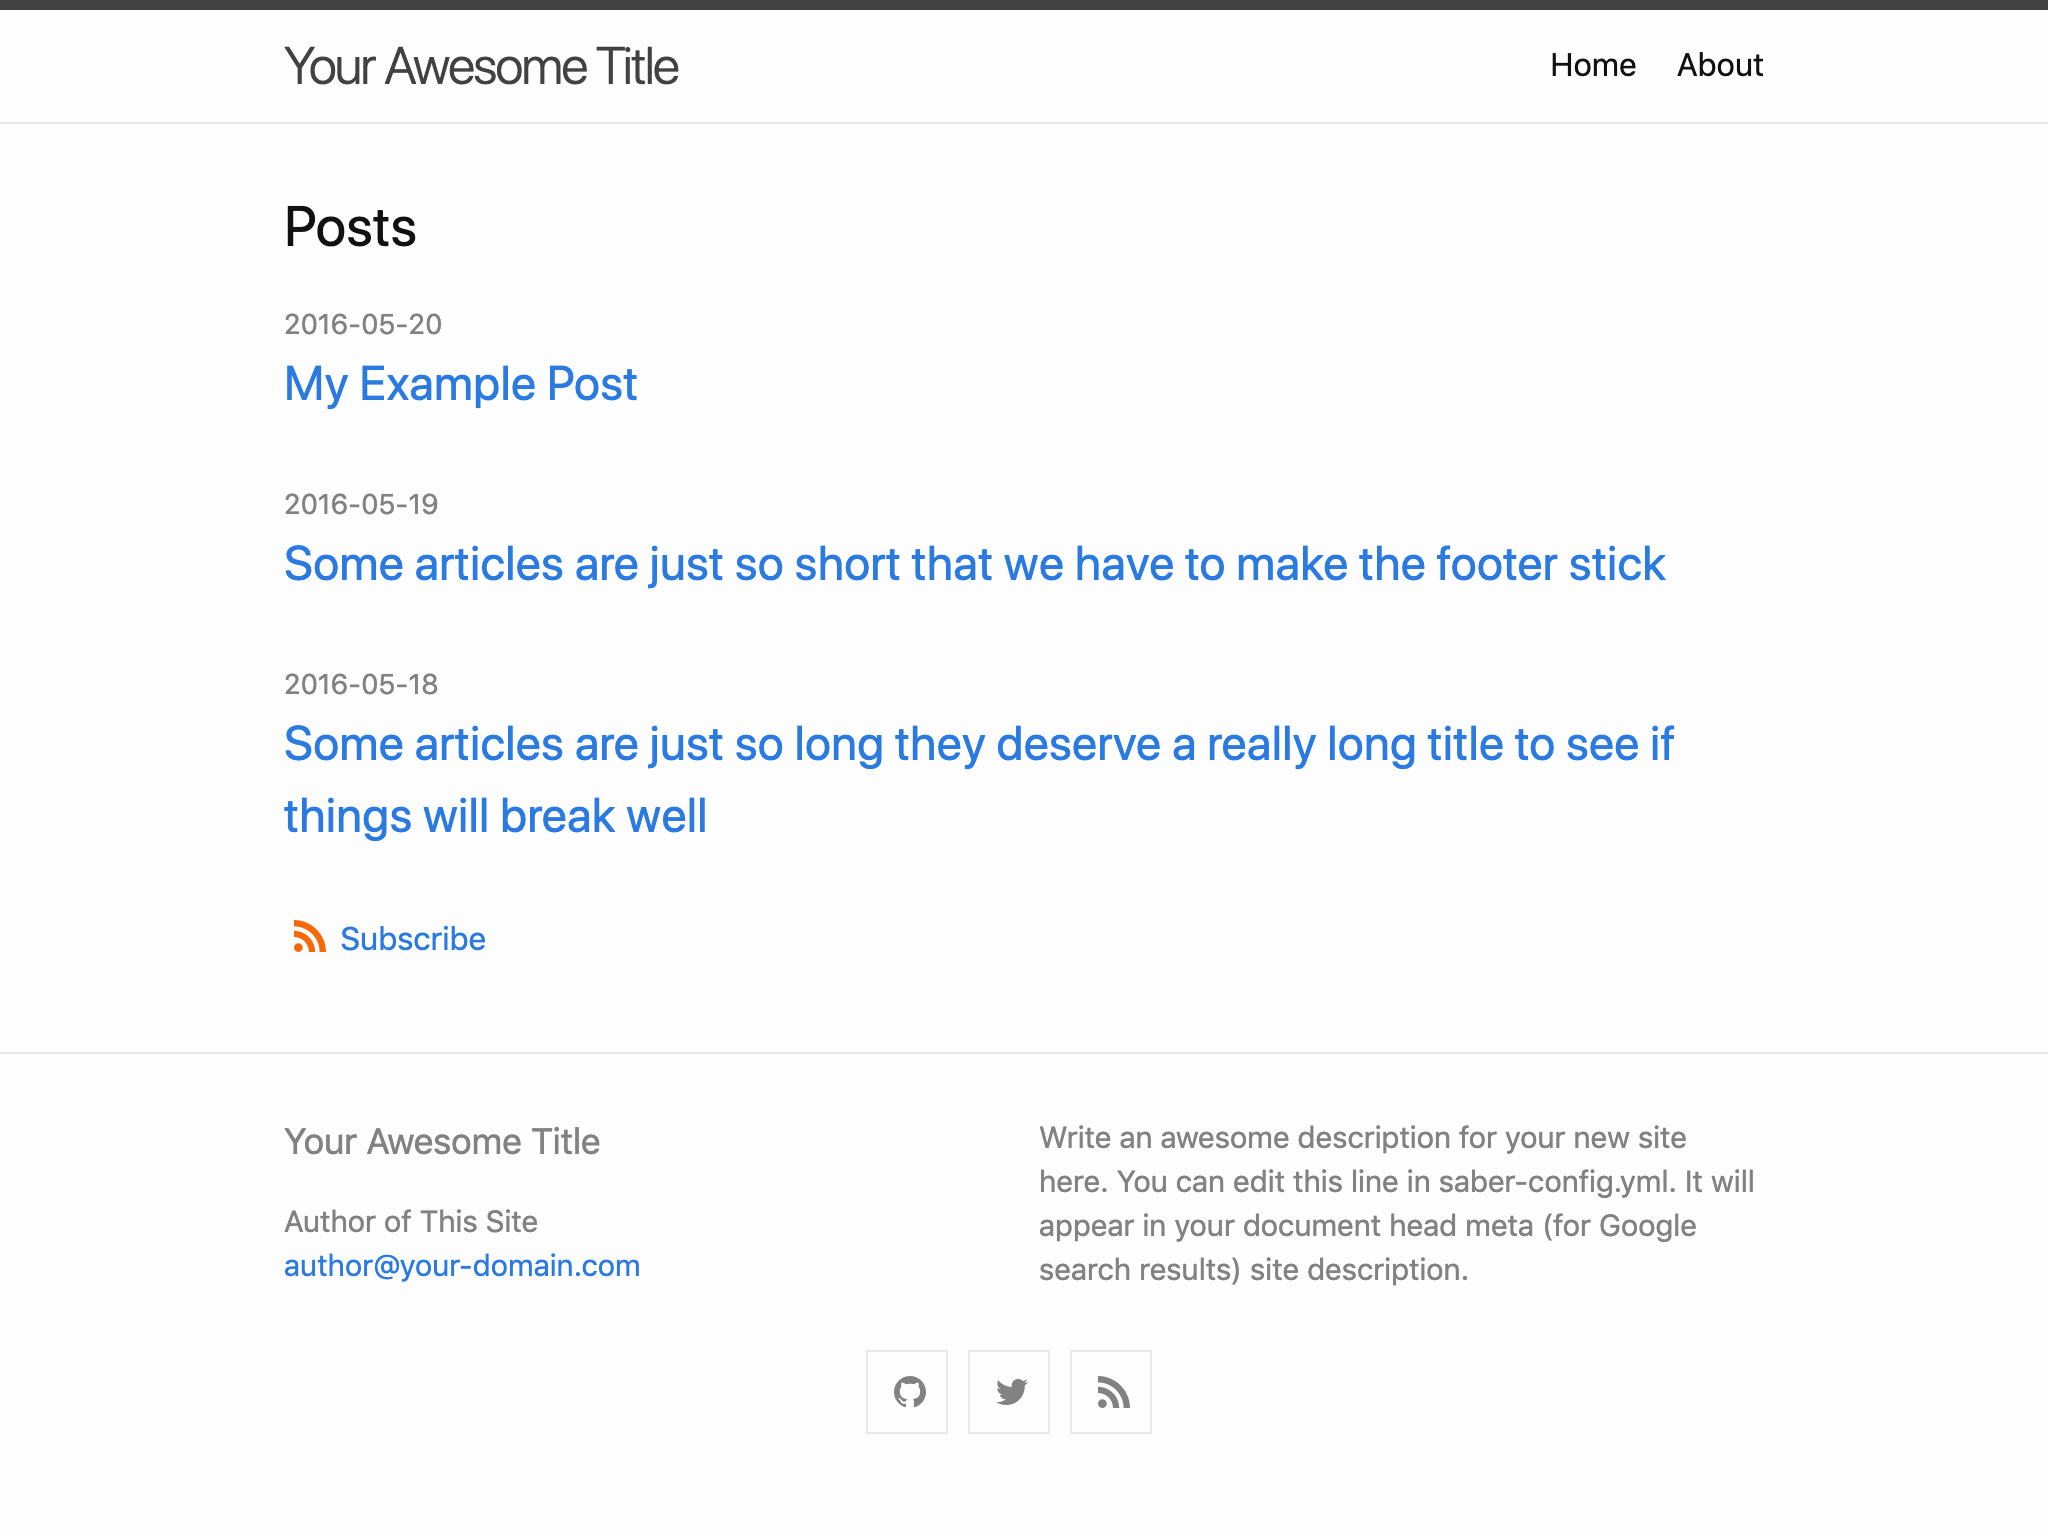 Your Awesome Title
Home About
Posts
2016-05-20
My Example Post
2016-05-19
Some articles are just so short that we have to make the footer stick
2016-05-18
Some articles are just so long they deserve a really long title to see if
things will break well
Subscribe
Your Awesome Title
Author of This Site
author@your-domain.com
Write an awesome description for your new site
here. You can edit this line in saber-config.yml. It will
appear in your document head meta (for Google
search results) site description.